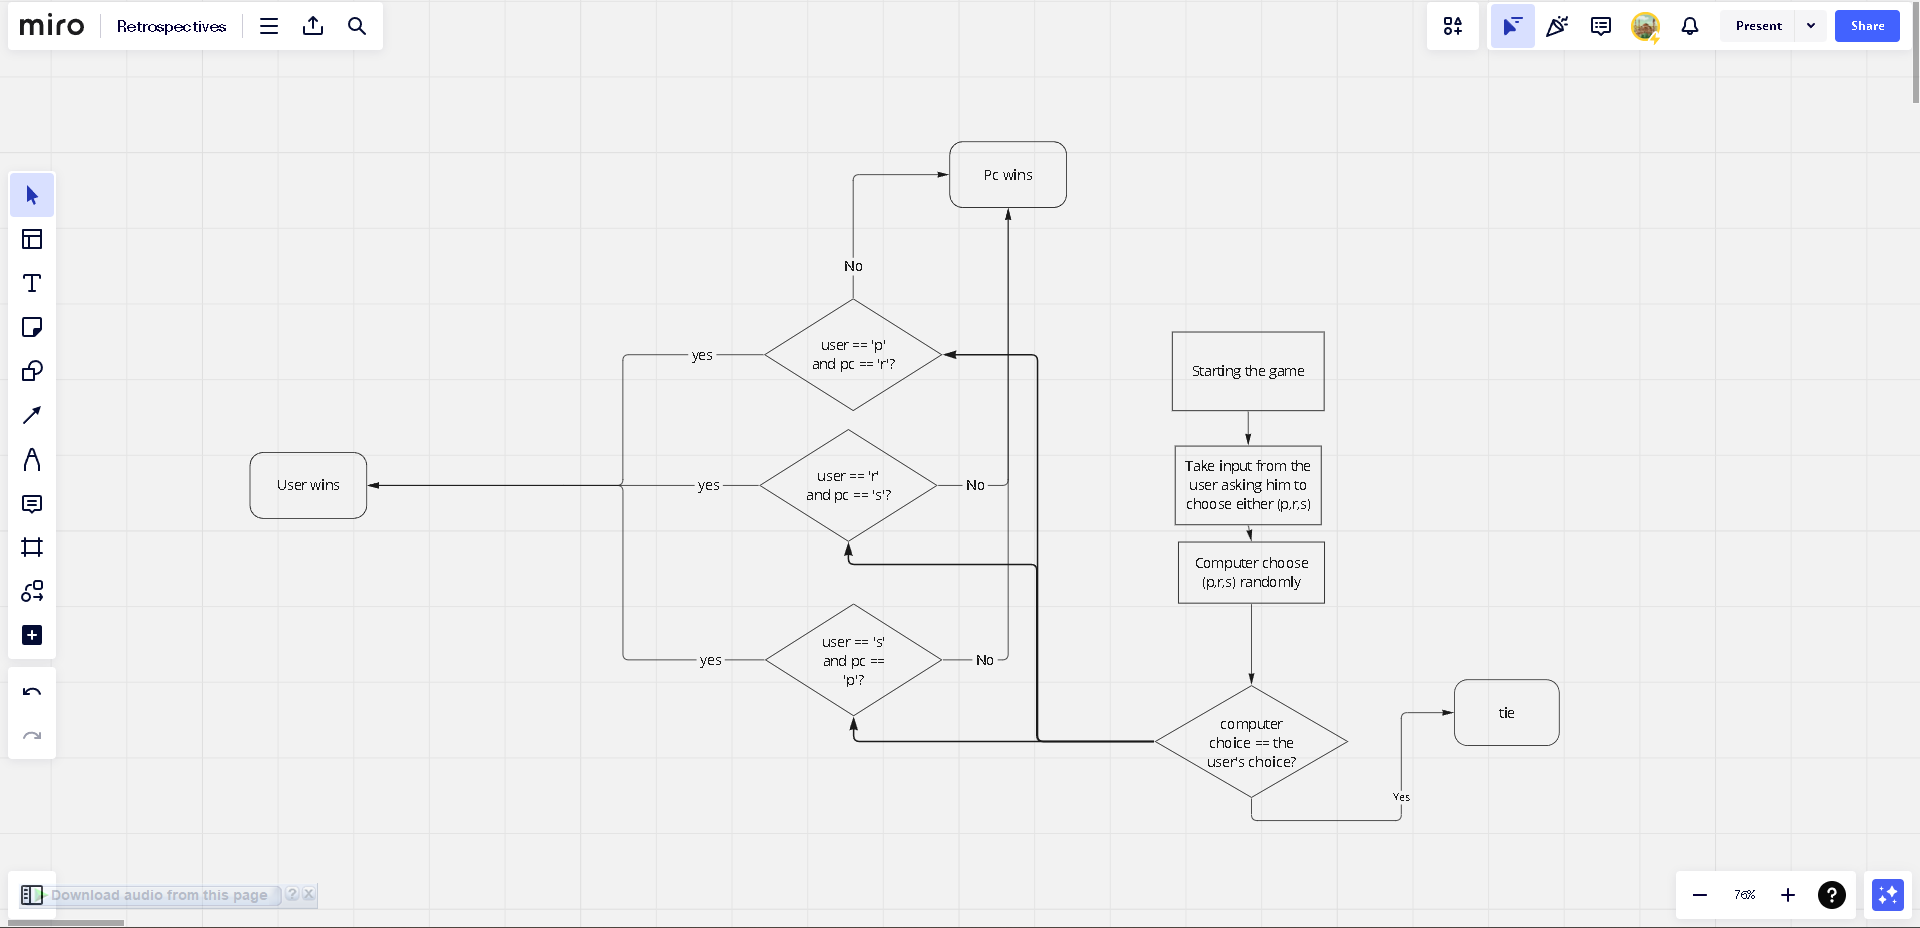 miro
Retrospectives
Present
Share
Pc wins
No
user == 'p'
and pc == 'r'?
yes
Starting the game
user == 'r'
and pc == 's'?
yes
No
User wins
Take input from the
user asking him to
choose either (p,r,s)
Computer choose
(p,r,s) randomly
user == 's'
and pc ==
'p'?
yes
No
computer
choice == the
user's choice?
tie
Yes
Download audio from this page
?
X
76%
?